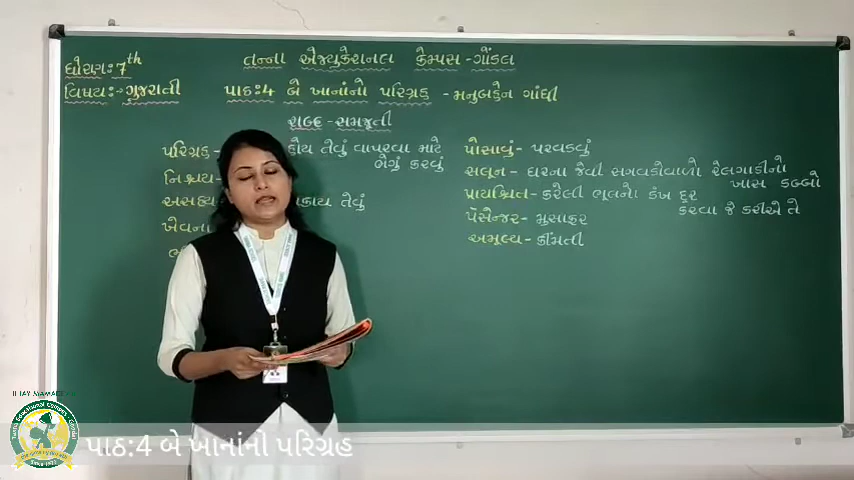 ધોરણ: 7th
તન્ના એજ્યુકેશનલ કેમ્પસ - ગોંડલ
વિષય:- ગુજરાતી
પાઠ:4 બે ખાનાંનો પરિગ્રહ - મનુબહેન ગાંધી
શબ્દ - સમજૂતી
પરિગ્રહ - હોય તેવું વાપરવા માટે
ભેગું કરવું
નિશ્ચય -
અસહ્ય - શકાય તેવું
ખેવના
પોસાવું - પરવડવું
સલૂન - ઘરના જેવી સગવડોવાળો રેલગાડીનો
ખાસ ડબ્બો
પ્રાયશ્ચિત - કરેલી ભૂલનો ડંખ દૂર
કરવા જે કરીએ તે
પેસેન્જર - મુસાફર
અમૂલ્ય - કીંમતી
પાઠ:4 બે ખાનાંનો પરિગ્રહ